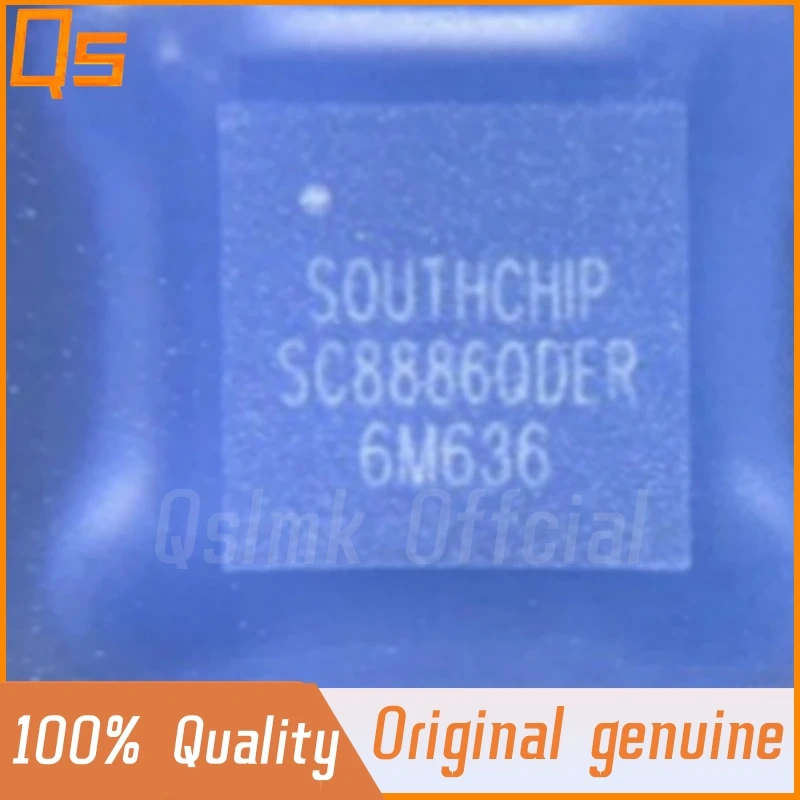 Qs
SOUTHCHIP
SC8886QDER
6M636
Qslmk Offcial
100% Quality
Original genuine